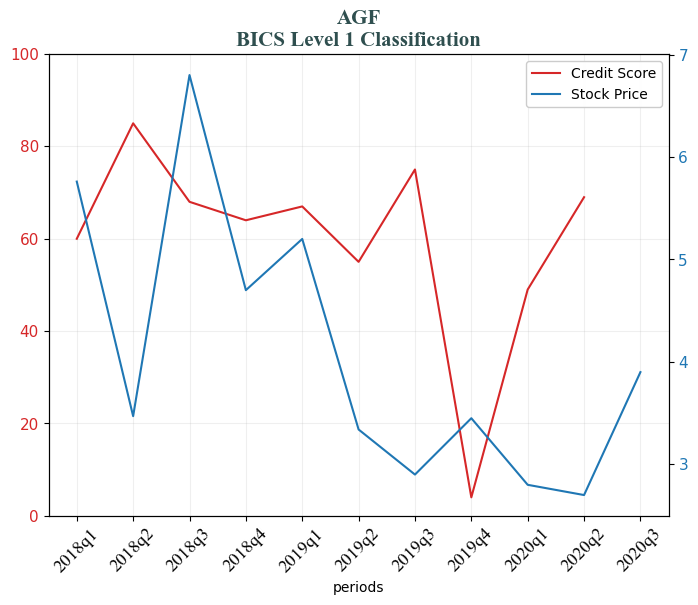 AGF
BICS Level 1 Classification
100
80
60
40
20
0
Credit Score
Stock Price
7
6
5
4
3
2018q1
2018q2
2018q3
2018q4
2019q1
2019q2
2019q3
2019q4
2020q1
2020q2
2020q3
periods